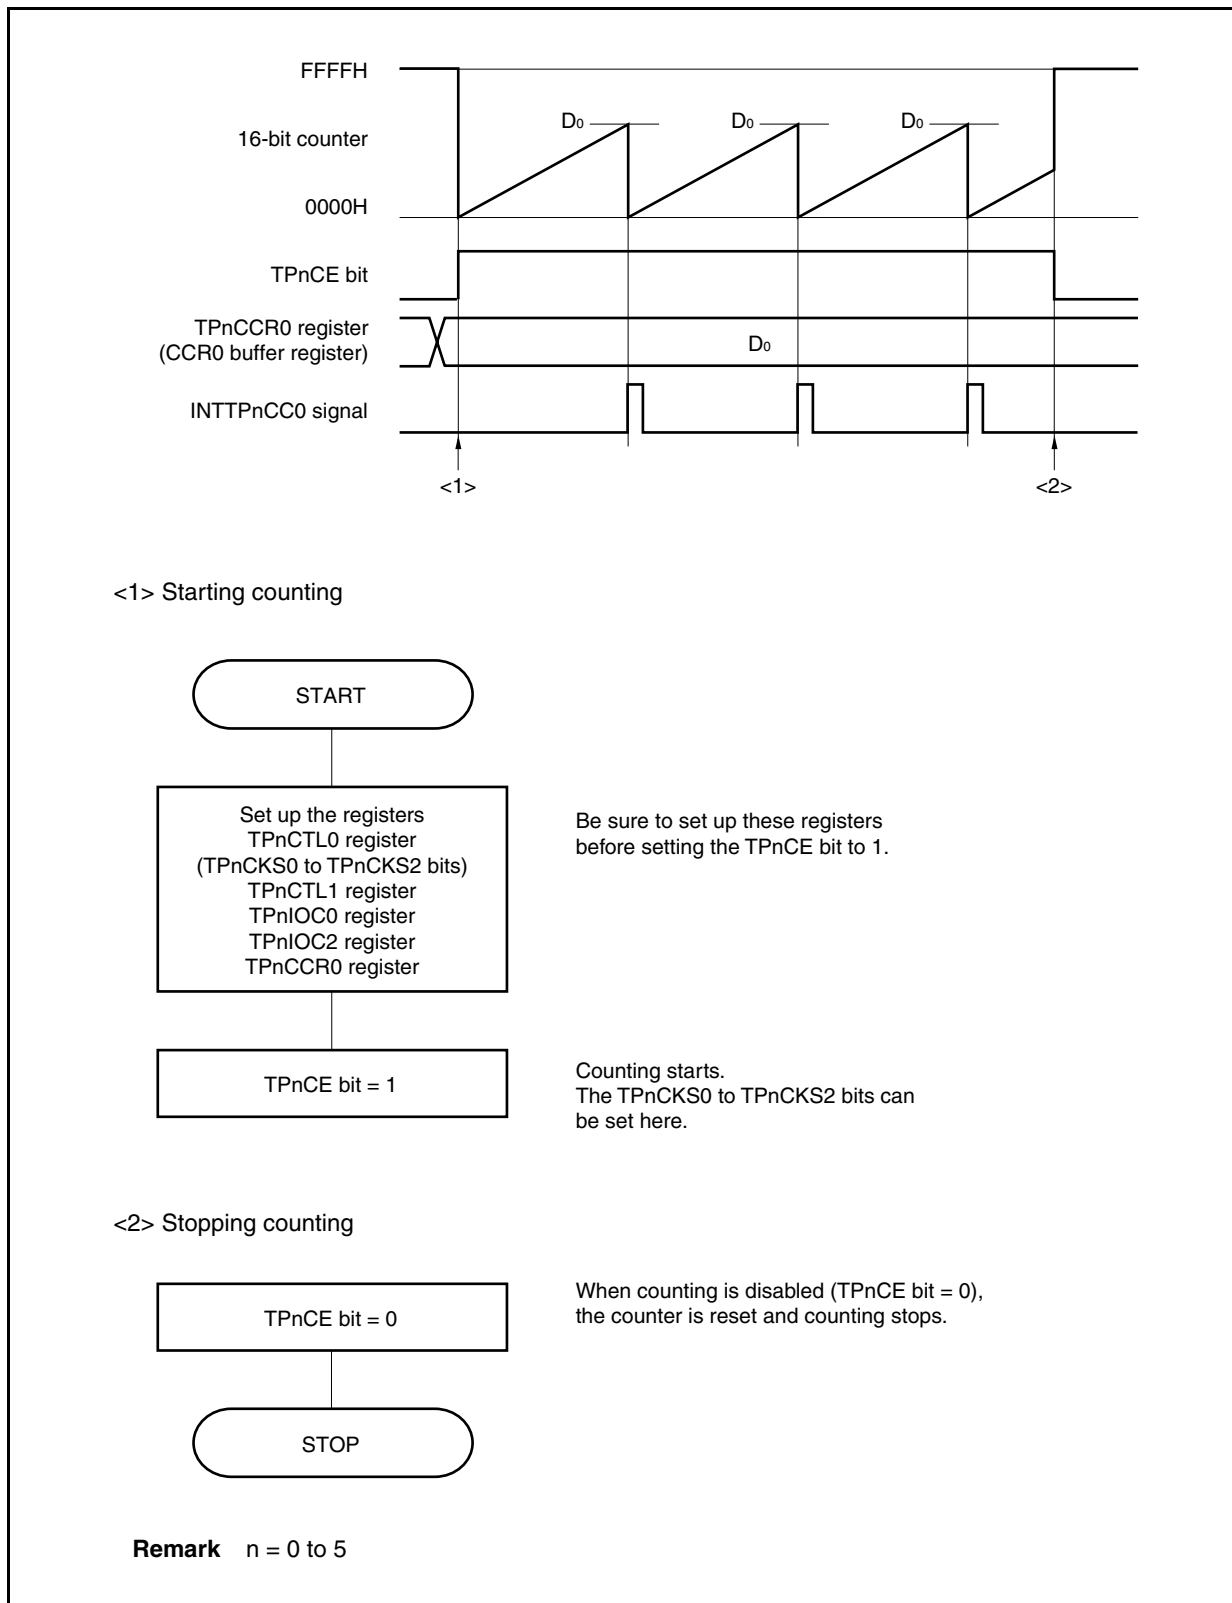 FFFFH
16-bit counter
D₀ D₀ D₀
0000H
TPnCE bit
TPnCCR0 register
(CCR0 buffer register)
D₀
INTTPnCC0 signal
<1> <2>
<1> Starting counting
START
Set up the registers
TPnCTL0 register
(TPnCKS0 to TPnCKS2 bits)
TPnCTL1 register
TPnIOC0 register
TPnIOC2 register
TPnCCR0 register
Be sure to set up these registers
before setting the TPnCE bit to 1.
TPnCE bit = 1
Counting starts.
The TPnCKS0 to TPnCKS2 bits can
be set here.
<2> Stopping counting
TPnCE bit = 0
When counting is disabled (TPnCE bit = 0),
the counter is reset and counting stops.
STOP
Remark n = 0 to 5